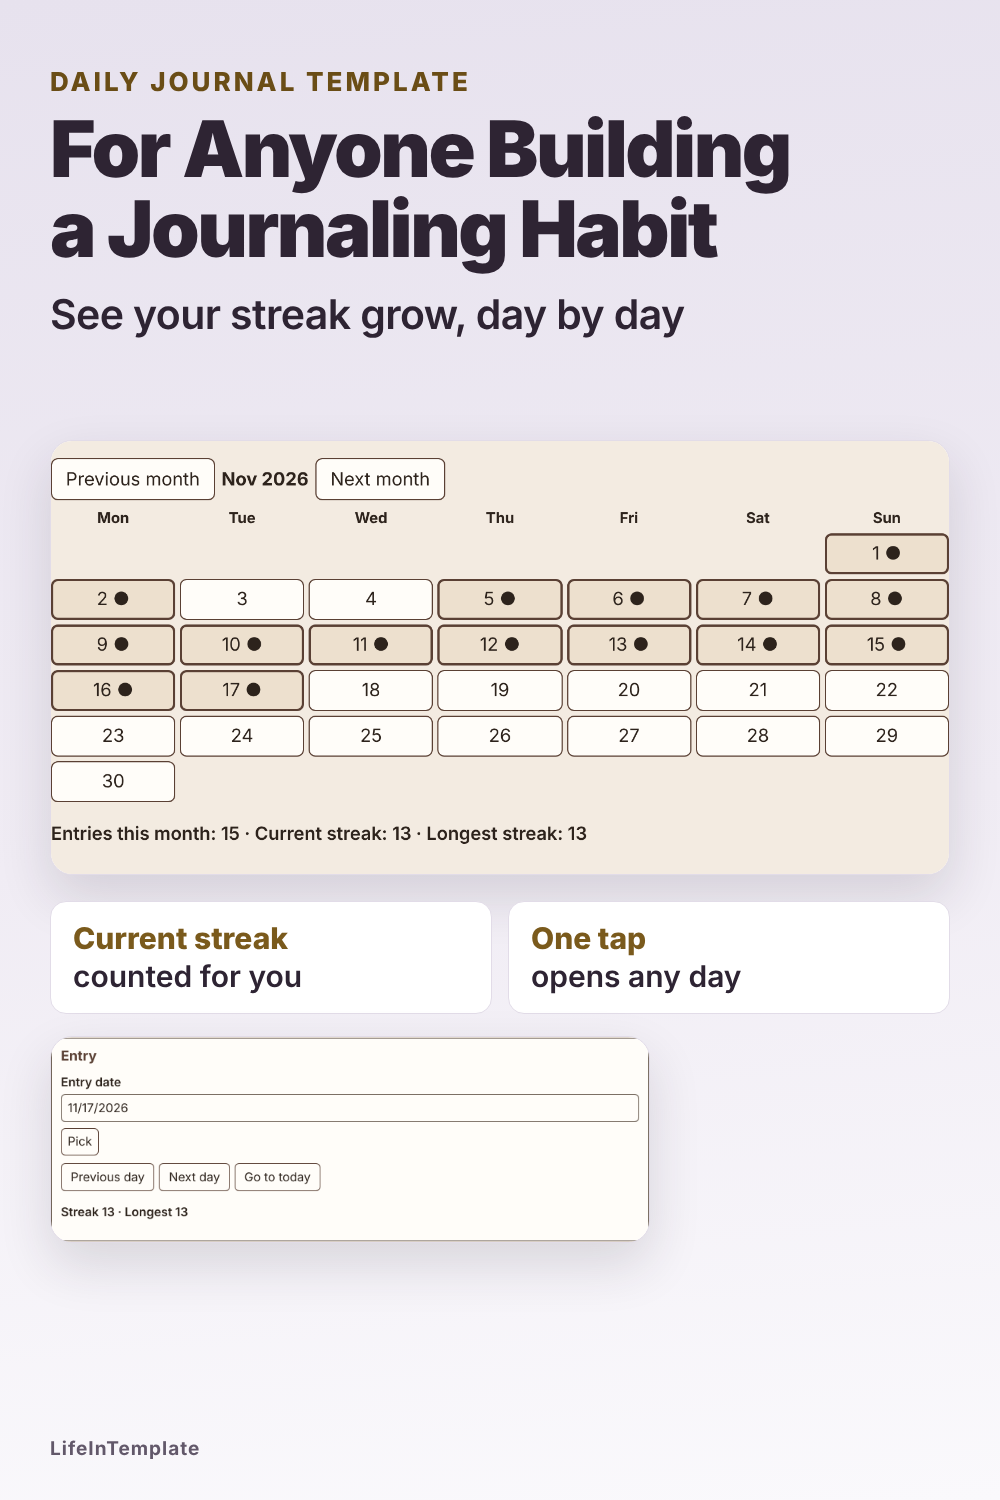 DAILY JOURNAL TEMPLATE
For Anyone Building
a Journaling Habit
See your streak grow, day by day
Previous month Nov 2026 Next month
Mon Tue Wed Thu Fri Sat Sun
1 ●
2 ● 3 4 5 ● 6 ● 7 ● 8 ●
9 ● 10 ● 11 ● 12 ● 13 ● 14 ● 15 ●
16 ● 17 ● 18 19 20 21 22
23 24 25 26 27 28 29
30
Entries this month: 15 · Current streak: 13 · Longest streak: 13
Current streak
counted for you
One tap
opens any day
Entry
Entry date
11/17/2026
Pick
Previous day Next day Go to today
Streak 13 · Longest 13
LifeInTemplate